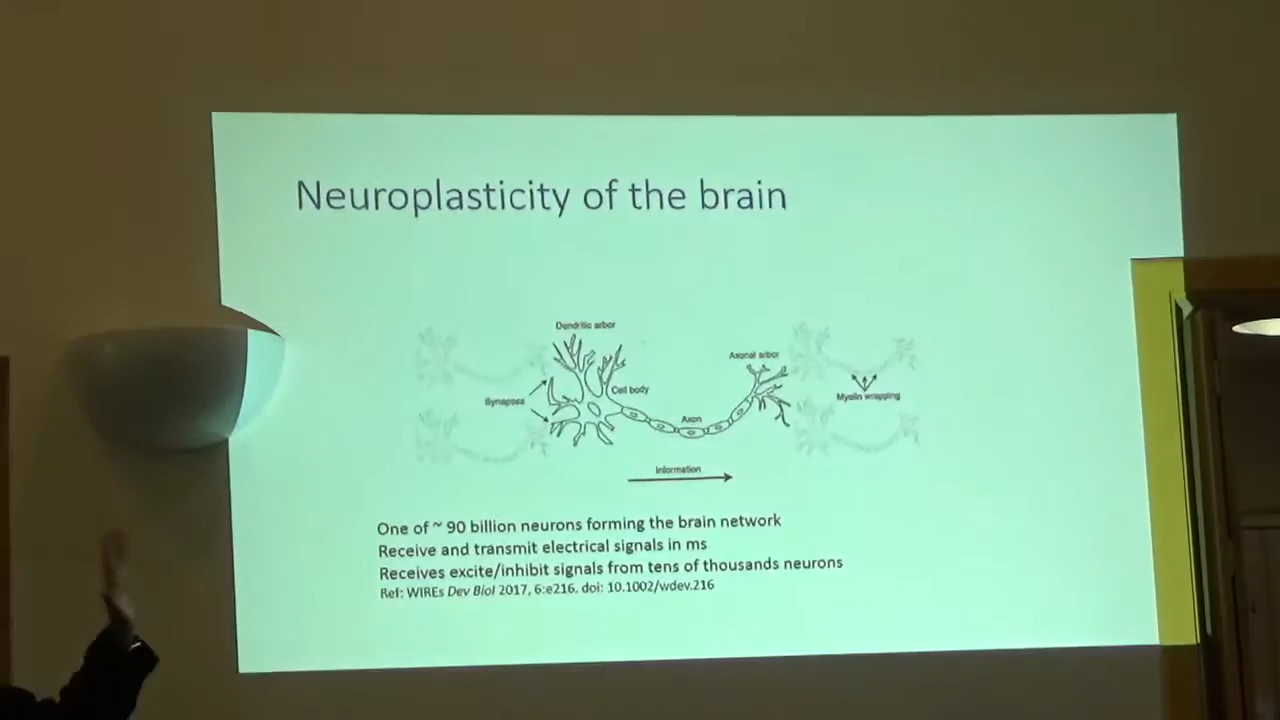 Neuroplasticity of the brain
Dendritic arbor
Axonal arbor
Cell body
Myelin wrapping
Synapses
Axon
Information
One of ~ 90 billion neurons forming the brain network
Receive and transmit electrical signals in ms
Receives excite/inhibit signals from tens of thousands neurons
Ref: WIREs Dev Biol 2017, 6:e216. doi: 10.1002/wdev.216